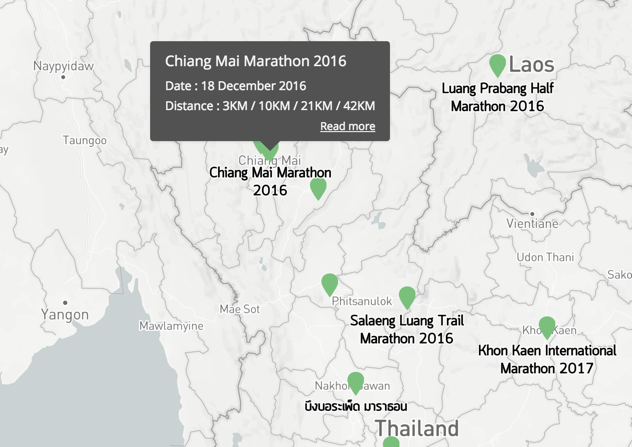 Chiang Mai Marathon 2016
Date : 18 December 2016
Distance : 3KM / 10KM / 21KM / 42KM
Read more
Naypyidaw
Laos
Luang Prabang Half
Marathon 2016
Taungoo
ay
Chiang Mai
Chiang Mai Marathon
2016
Vientiane
Udon Thani
Sako
Yangon
Mae Sot
Phitsanulok
Mawlamyine
Salaeng Luang Trail
Marathon 2016
Khon Kaen
Khon Kaen International
Marathon 2017
Nakhon Sawan
บึงบอระเพ็ด มาราธอน
Thailand